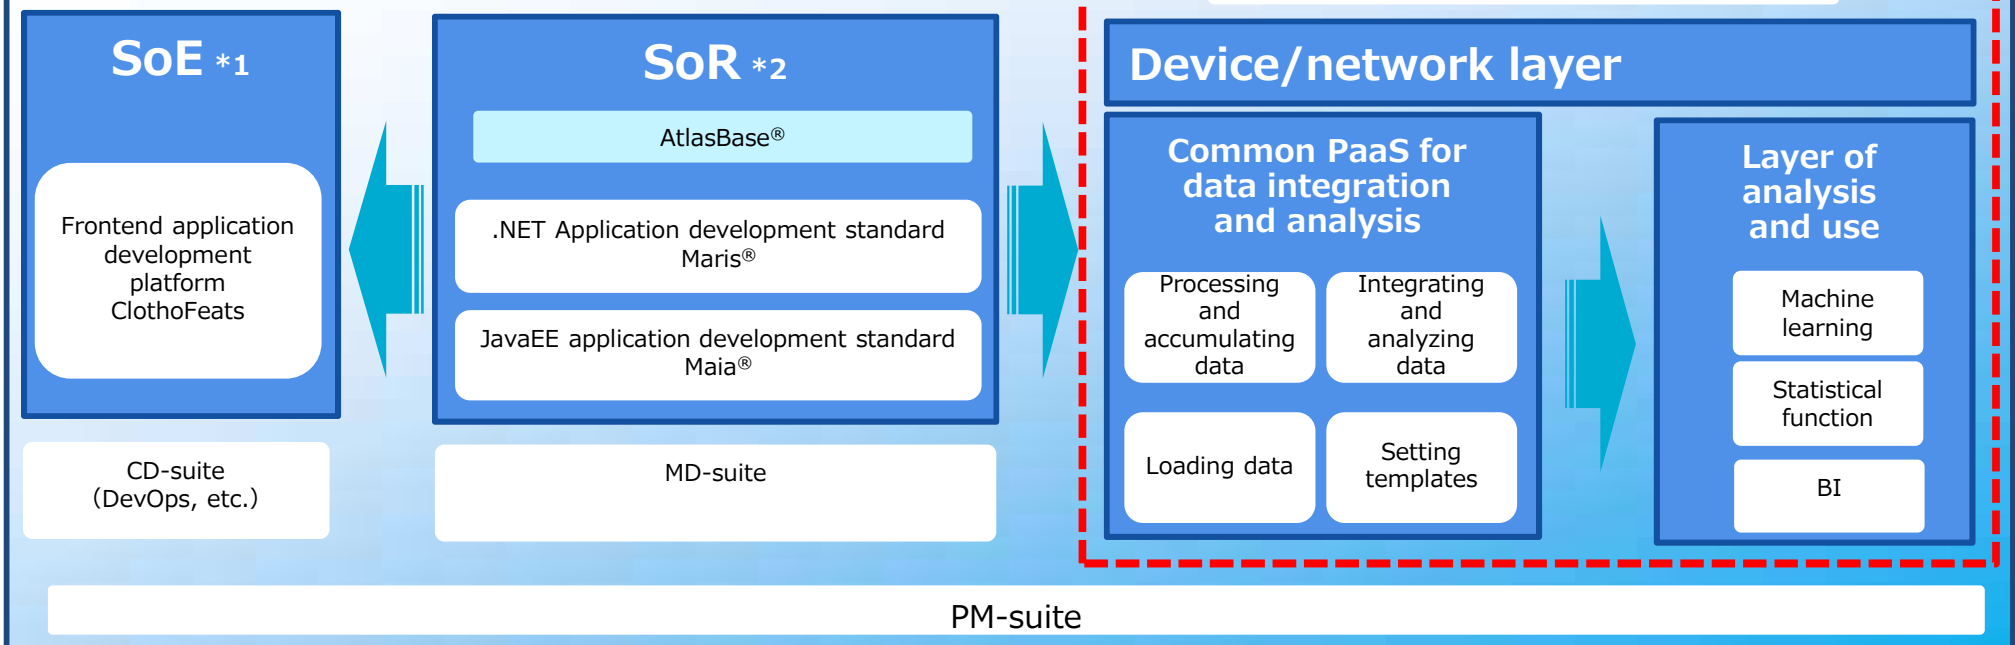 SoE *1
Frontend application
development
platform
ClothoFeats
CD-suite
(DevOps, etc.)
SoR *2
AtlasBase®
.NET Application development standard
Maris®
JavaEE application development standard
Maia®
MD-suite
Device/network layer
Common PaaS for
data integration
and analysis
Processing
and
accumulating
data
Integrating
and
analyzing
data
Loading data
Setting
templates
Layer of
analysis
and use
Machine
learning
Statistical
function
BI
PM-suite